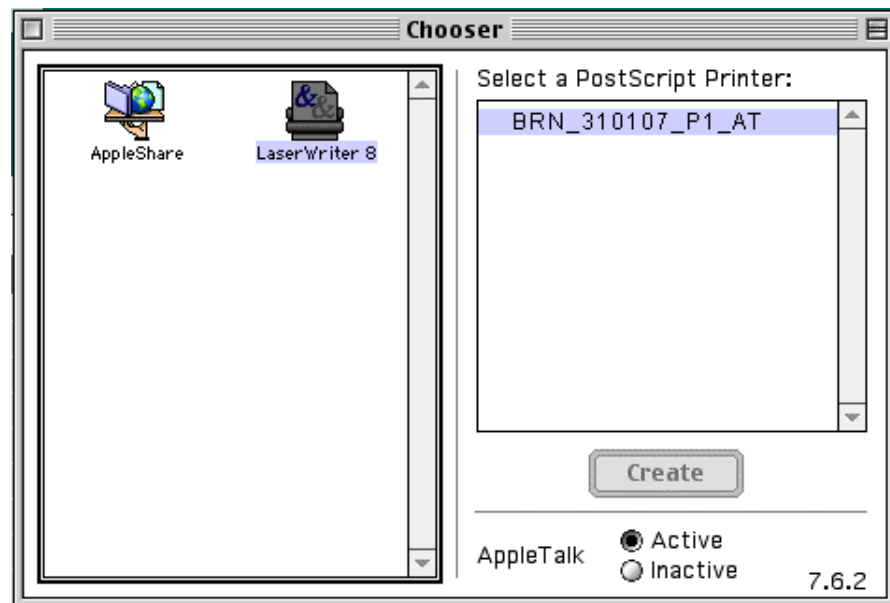 Chooser
AppleShare
LaserWriter 8
Select a PostScript Printer:
BRN_310107_P1_AT
Create
AppleTalk
Active
Inactive
7.6.2